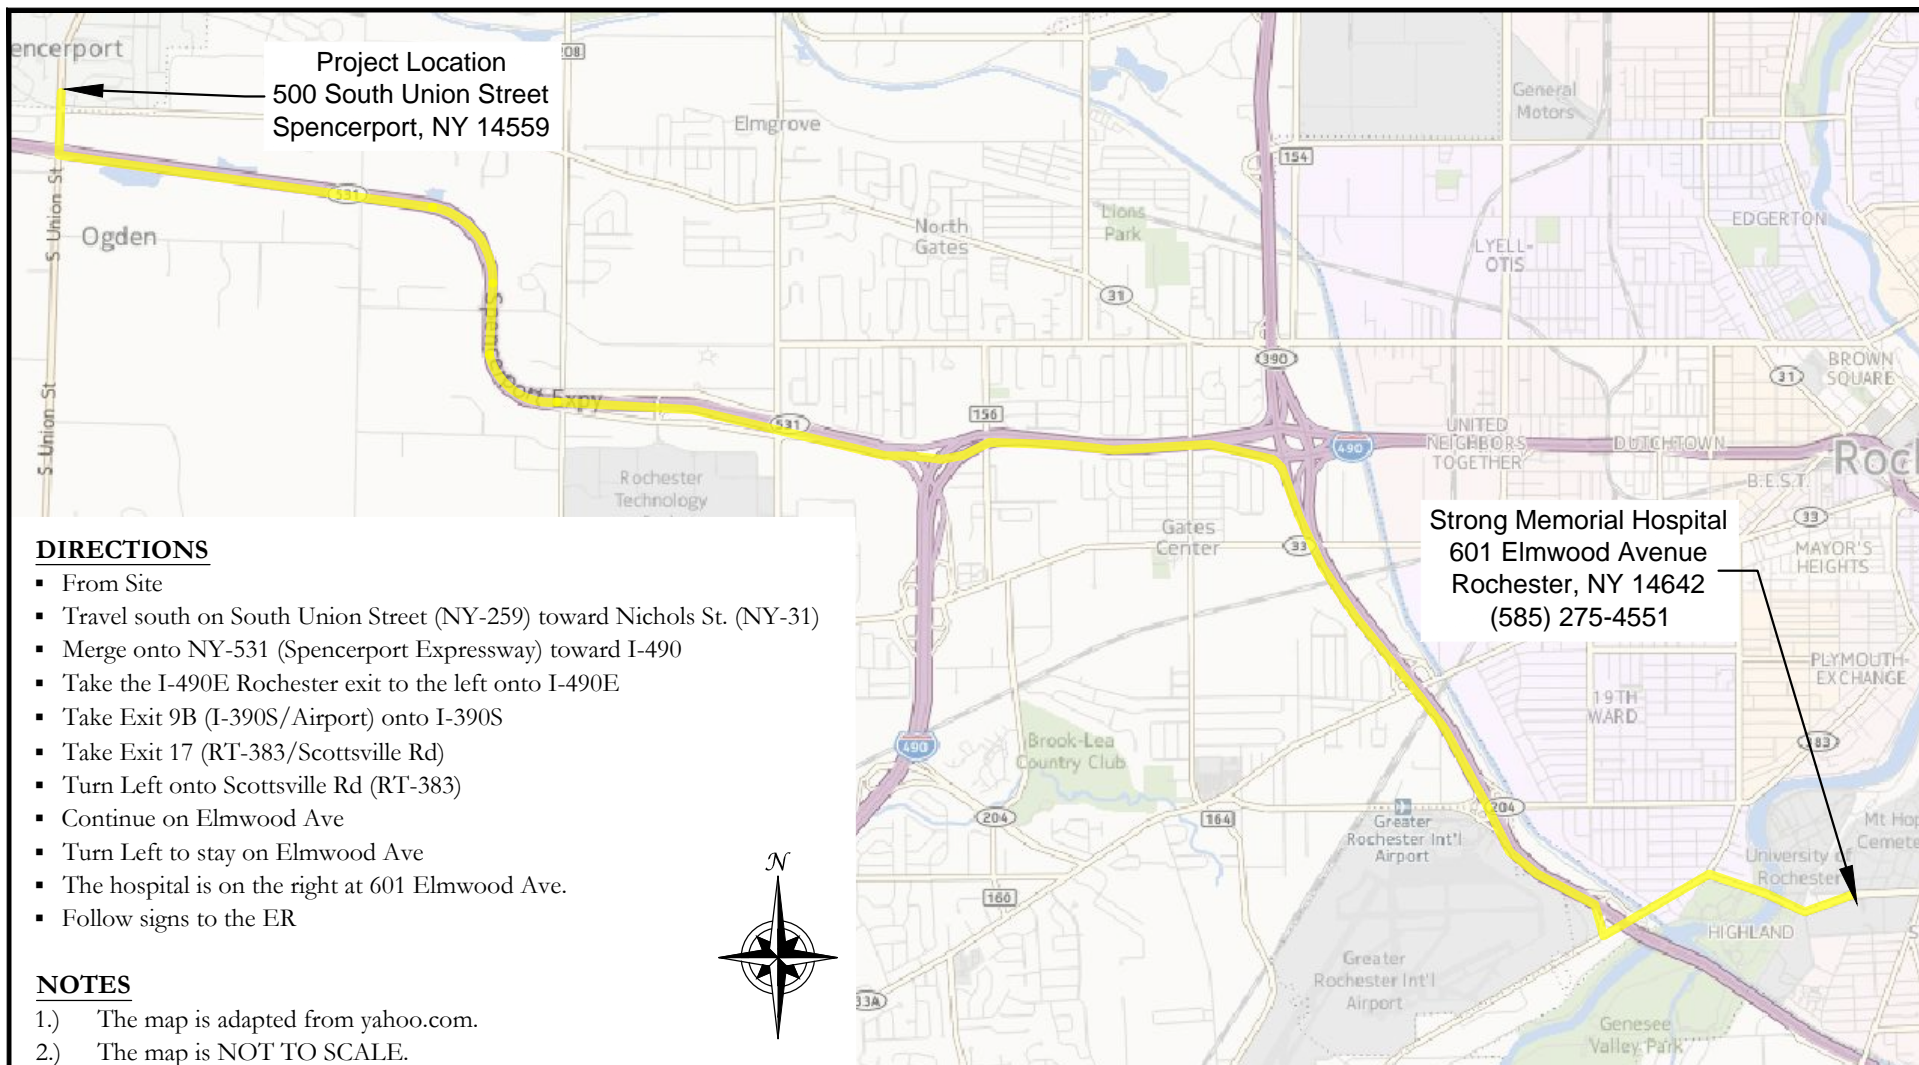 encerport
Project Location
500 South Union Street
Spencerport, NY 14559
208
Elmgrove
General
Motors
154
S Union St
531
Ogden
North
Gates
Lions
Park
EDGERTON
LYELL-
OTIS
31
390
BROWN
SQUARE
31
S Union St
Expy
531
156
490
UNITED
NEIGHBORS
TOGETHER
DUTCHTOWN
Roc
B.E.S.T.
Rochester
Technology
Gates
Center
33
33
MAYOR'S
HEIGHTS
Strong Memorial Hospital
601 Elmwood Avenue
Rochester, NY 14642
(585) 275-4551
PLYMOUTH-
EXCHANGE
19TH
WARD
383
490
Brook-Lea
Country Club
204
164
204
Greater
Rochester Int'l
Airport
Mt Hop
Cemete
University of
Rochester
HIGHLAND
160
33A
Greater
Rochester Int'l
Airport
Genesee
Valley Park
DIRECTIONS
▪ From Site
▪ Travel south on South Union Street (NY-259) toward Nichols St. (NY-31)
▪ Merge onto NY-531 (Spencerport Expressway) toward I-490
▪ Take the I-490E Rochester exit to the left onto I-490E
▪ Take Exit 9B (I-390S/Airport) onto I-390S
▪ Take Exit 17 (RT-383/Scottsville Rd)
▪ Turn Left onto Scottsville Rd (RT-383)
▪ Continue on Elmwood Ave
▪ Turn Left to stay on Elmwood Ave
▪ The hospital is on the right at 601 Elmwood Ave.
▪ Follow signs to the ER
N
NOTES
1.) The map is adapted from yahoo.com.
2.) The map is NOT TO SCALE.